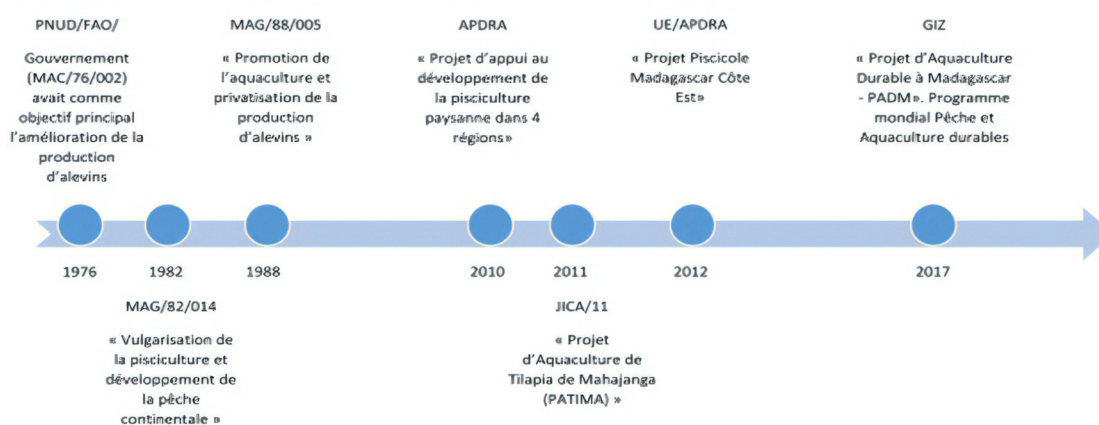 PNUD/FAO/
Gouvernement
(MAC/76/002)
avait comme
objectif principal
l'amélioration de la
production
d'alevins
MAG/88/005
« Promotion de
l'aquaculture et
privatisation de la
production
d'alevins »
APDRA
« Projet d'appui au
développement de
la pisciculture
paysanne dans 4
régions»
UE/APDRA
« Projet Piscicole
Madagascar Côte
Est»
GIZ
« Projet d'Aquaculture
Durable à Madagascar
- PADM». Programme
mondial Pêche et
Aquaculture durables
1976
1982
1988
2010
2011
2012
2017
MAG/82/014
« Vulgarisation de
la pisciculture et
développement de
la pêche
continentale »
JICA/11
« Projet
d'Aquaculture de
Tilapia de Mahajanga
(PATIMA) »